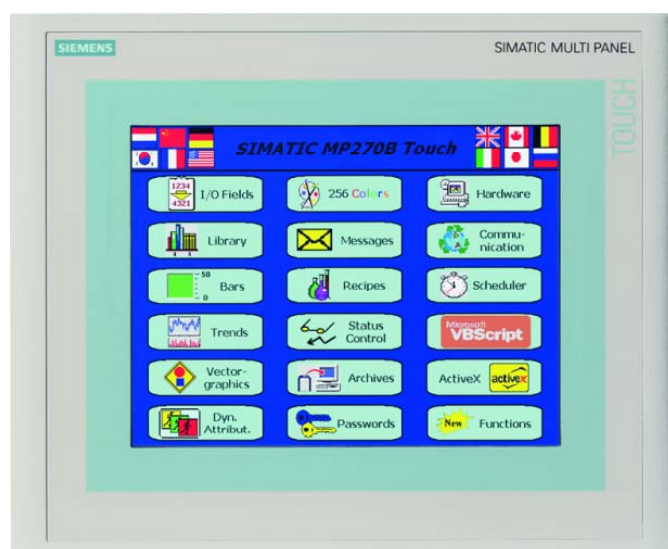 SIEMENS
SIMATIC MULTI PANEL
TOUCH
SIMATIC MP270B Touch
1234
4321
I/O Fields
256 Colors
Hardware
Library
Messages
Commu-
nication
50
0
Bars
Recipes
Scheduler
Trends
Status
Control
Microsoft
VBScript
Vector-
graphics
Archives
ActiveX
activex
Dyn.
Attribut.
Passwords
New
Functions